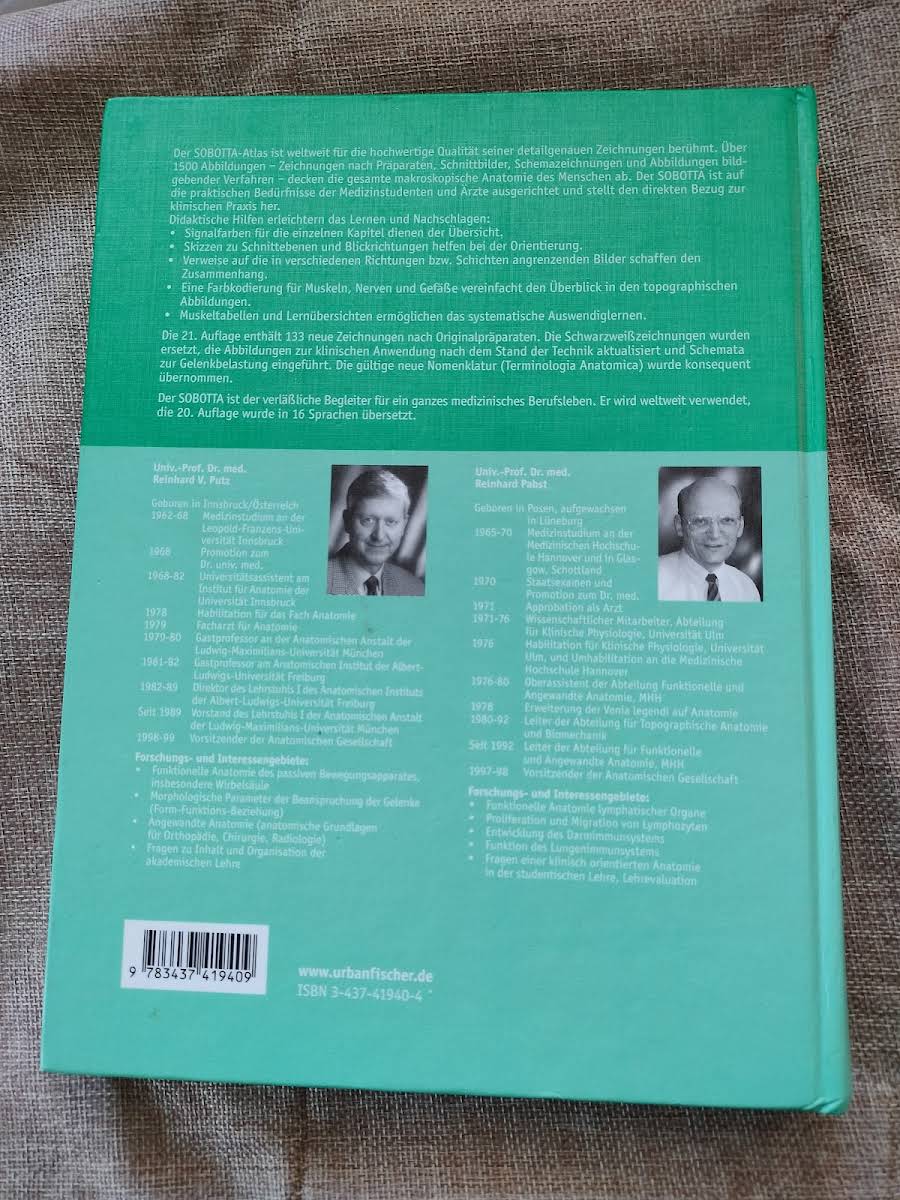 Der SOBOTTA-Atlas ist weltweit für die hochwertige Qualität seiner detailgenauen Zeichnungen berühmt. Über
1500 Abbildungen – Zeichnungen nach Präparaten, Schnittbilder, Schemazeichnungen und Abbildungen bild-
gebender Verfahren – decken die gesamte makroskopische Anatomie des Menschen ab. Der SOBOTTA ist auf
die praktischen Bedürfnisse der Medizinstudenten und Ärzte ausgerichtet und stellt den direkten Bezug zur
klinischen Praxis her.
Didaktische Hilfen erleichtern das Lernen und Nachschlagen:
• Signalfarben für die einzelnen Kapitel dienen der Übersicht.
• Skizzen zu Schnittebenen und Blickrichtungen helfen bei der Orientierung.
• Verweise auf die in verschiedenen Richtungen bzw. Schichten angrenzenden Bilder schaffen den
Zusammenhang.
• Eine Farbkodierung für Muskeln, Nerven und Gefäße vereinfacht den Überblick in den topographischen
Abbildungen.
• Muskeltabellen und Lernübersichten ermöglichen das systematische Auswendiglernen.
Die 21. Auflage enthält 133 neue Zeichnungen nach Originalpräparaten. Die Schwarzweißzeichnungen wurden
ersetzt, die Abbildungen zur klinischen Anwendung nach dem Stand der Technik aktualisiert und Schemata
zur Gelenkbelastung eingeführt. Die gültige neue Nomenklatur (Terminologia Anatomica) wurde konsequent
übernommen.
Der SOBOTTA ist der verläßliche Begleiter für ein ganzes medizinisches Berufsleben. Er wird weltweit verwendet,
die 20. Auflage wurde in 16 Sprachen übersetzt.
Univ.-Prof. Dr. med.
Reinhard V. Putz
Geboren in Innsbruck/Österreich
1962-68 Medizinstudium an der
Leopold-Franzens-Uni-
versität Innsbruck
1968 Promotion zum
Dr. univ. med.
1968-82 Universitätsassistent am
Institut für Anatomie der
Universität Innsbruck
1978 Habilitation für das Fach Anatomie
1979 Facharzt für Anatomie
1979-80 Gastprofessor an der Anatomischen Anstalt der
Ludwig-Maximilians-Universität München
1981-82 Gastprofessor am Anatomischen Institut der Albert-
Ludwigs-Universität Freiburg
1982-89 Direktor des Lehrstuhls I des Anatomischen Instituts
der Albert-Ludwigs-Universität Freiburg
Seit 1989 Vorstand des Lehrstuhls I der Anatomischen Anstalt
der Ludwig-Maximilians-Universität München
1998-99 Vorsitzender der Anatomischen Gesellschaft
Forschungs- und Interessengebiete:
• Funktionelle Anatomie des passiven Bewegungsapparates,
insbesondere Wirbelsäule
• Morphologische Parameter der Beanspruchung der Gelenke
(Form-Funktions-Beziehung)
• Angewandte Anatomie (anatomische Grundlagen
für Orthopädie, Chirurgie, Radiologie)
• Fragen zu Inhalt und Organisation der
akademischen Lehre
Univ.-Prof. Dr. med.
Reinhard Pabst
Geboren in Posen, aufgewachsen
in Lüneburg
1965-70 Medizinstudium an der
Medizinischen Hochschu-
le Hannover und in Glas-
gow, Schottland
1970 Staatsexamen und
Promotion zum Dr. med.
1971 Approbation als Arzt
1971-76 Wissenschaftlicher Mitarbeiter, Abteilung
für Klinische Physiologie, Universität Ulm
1976 Habilitation für Klinische Physiologie, Universität
Ulm, und Umhabilitation an die Medizinische
Hochschule Hannover
1976-80 Oberassistent der Abteilung Funktionelle und
Angewandte Anatomie, MHH
1978 Erweiterung der Venia legendi auf Anatomie
1980-92 Leiter der Abteilung für Topographische Anatomie
und Biomechanik
Seit 1992 Leiter der Abteilung für Funktionelle
und Angewandte Anatomie, MHH
1997-98 Vorsitzender der Anatomischen Gesellschaft
Forschungs- und Interessengebiete:
• Funktionelle Anatomie lymphatischer Organe
• Proliferation und Migration von Lymphozyten
• Entwicklung des Darmimmunsystems
• Funktion des Lungenimmunsystems
• Fragen einer klinisch orientierten Anatomie
in der studentischen Lehre, Lehrevaluation
9 783437 419409
www.urbanfischer.de
ISBN 3-437-41940-4